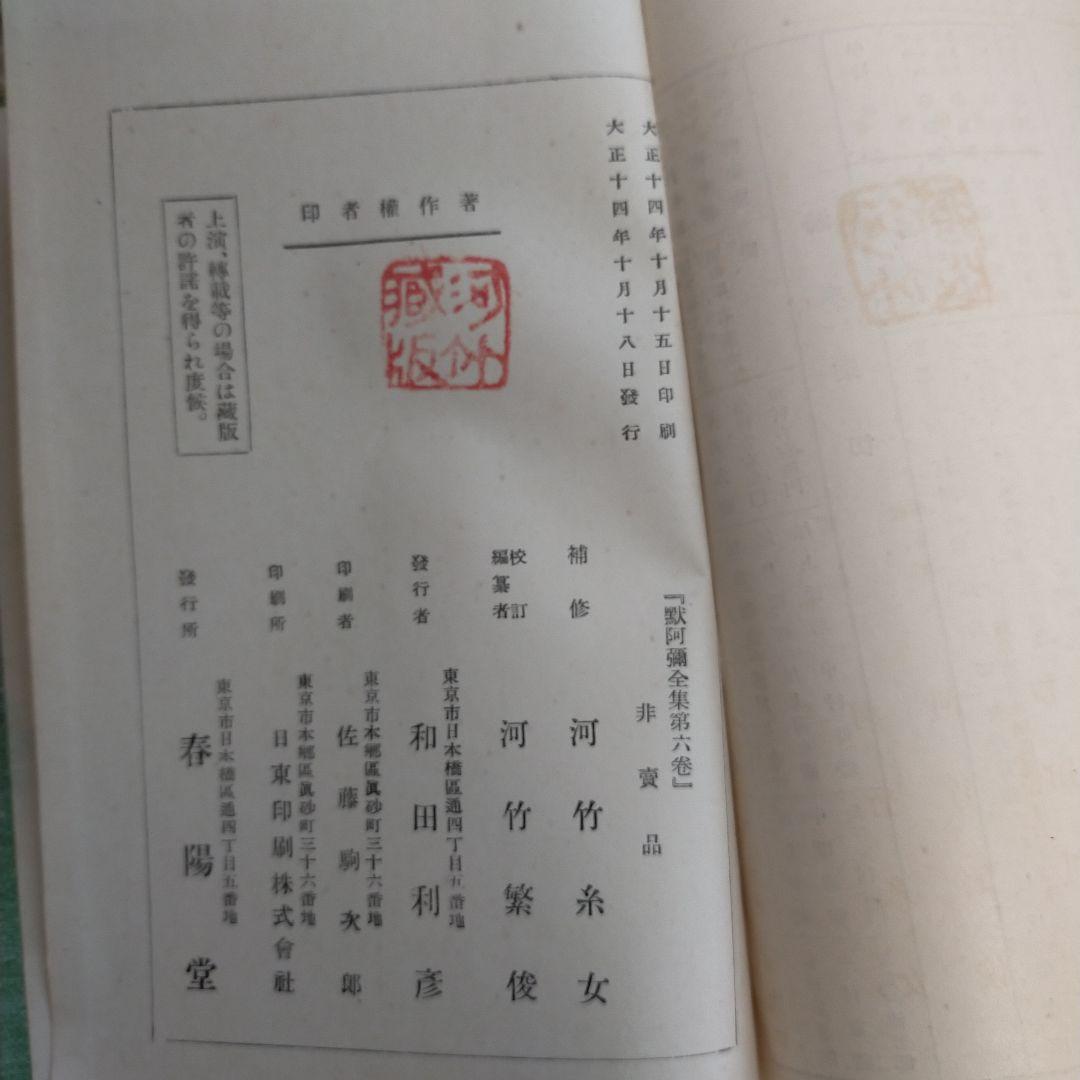 大正十四年十月十五日印刷
大正十四年十月十八日發行
『默阿彌全集第六卷』
非賣品
著作權者印
河竹藏版
補修 河竹糸女
校訂編纂者 河竹繁俊
發行者 東京市日本橋區通四丁目五番地 和田利彥
印刷者 東京市本鄕區眞砂町三十六番地 佐藤駒次郎
印刷所 東京市本鄕區眞砂町三十六番地 日東印刷株式會社
發行所 東京市日本橋區通四丁目五番地 春陽堂
上演、轉載等の場合は藏版
者の許諾を得られ度候。